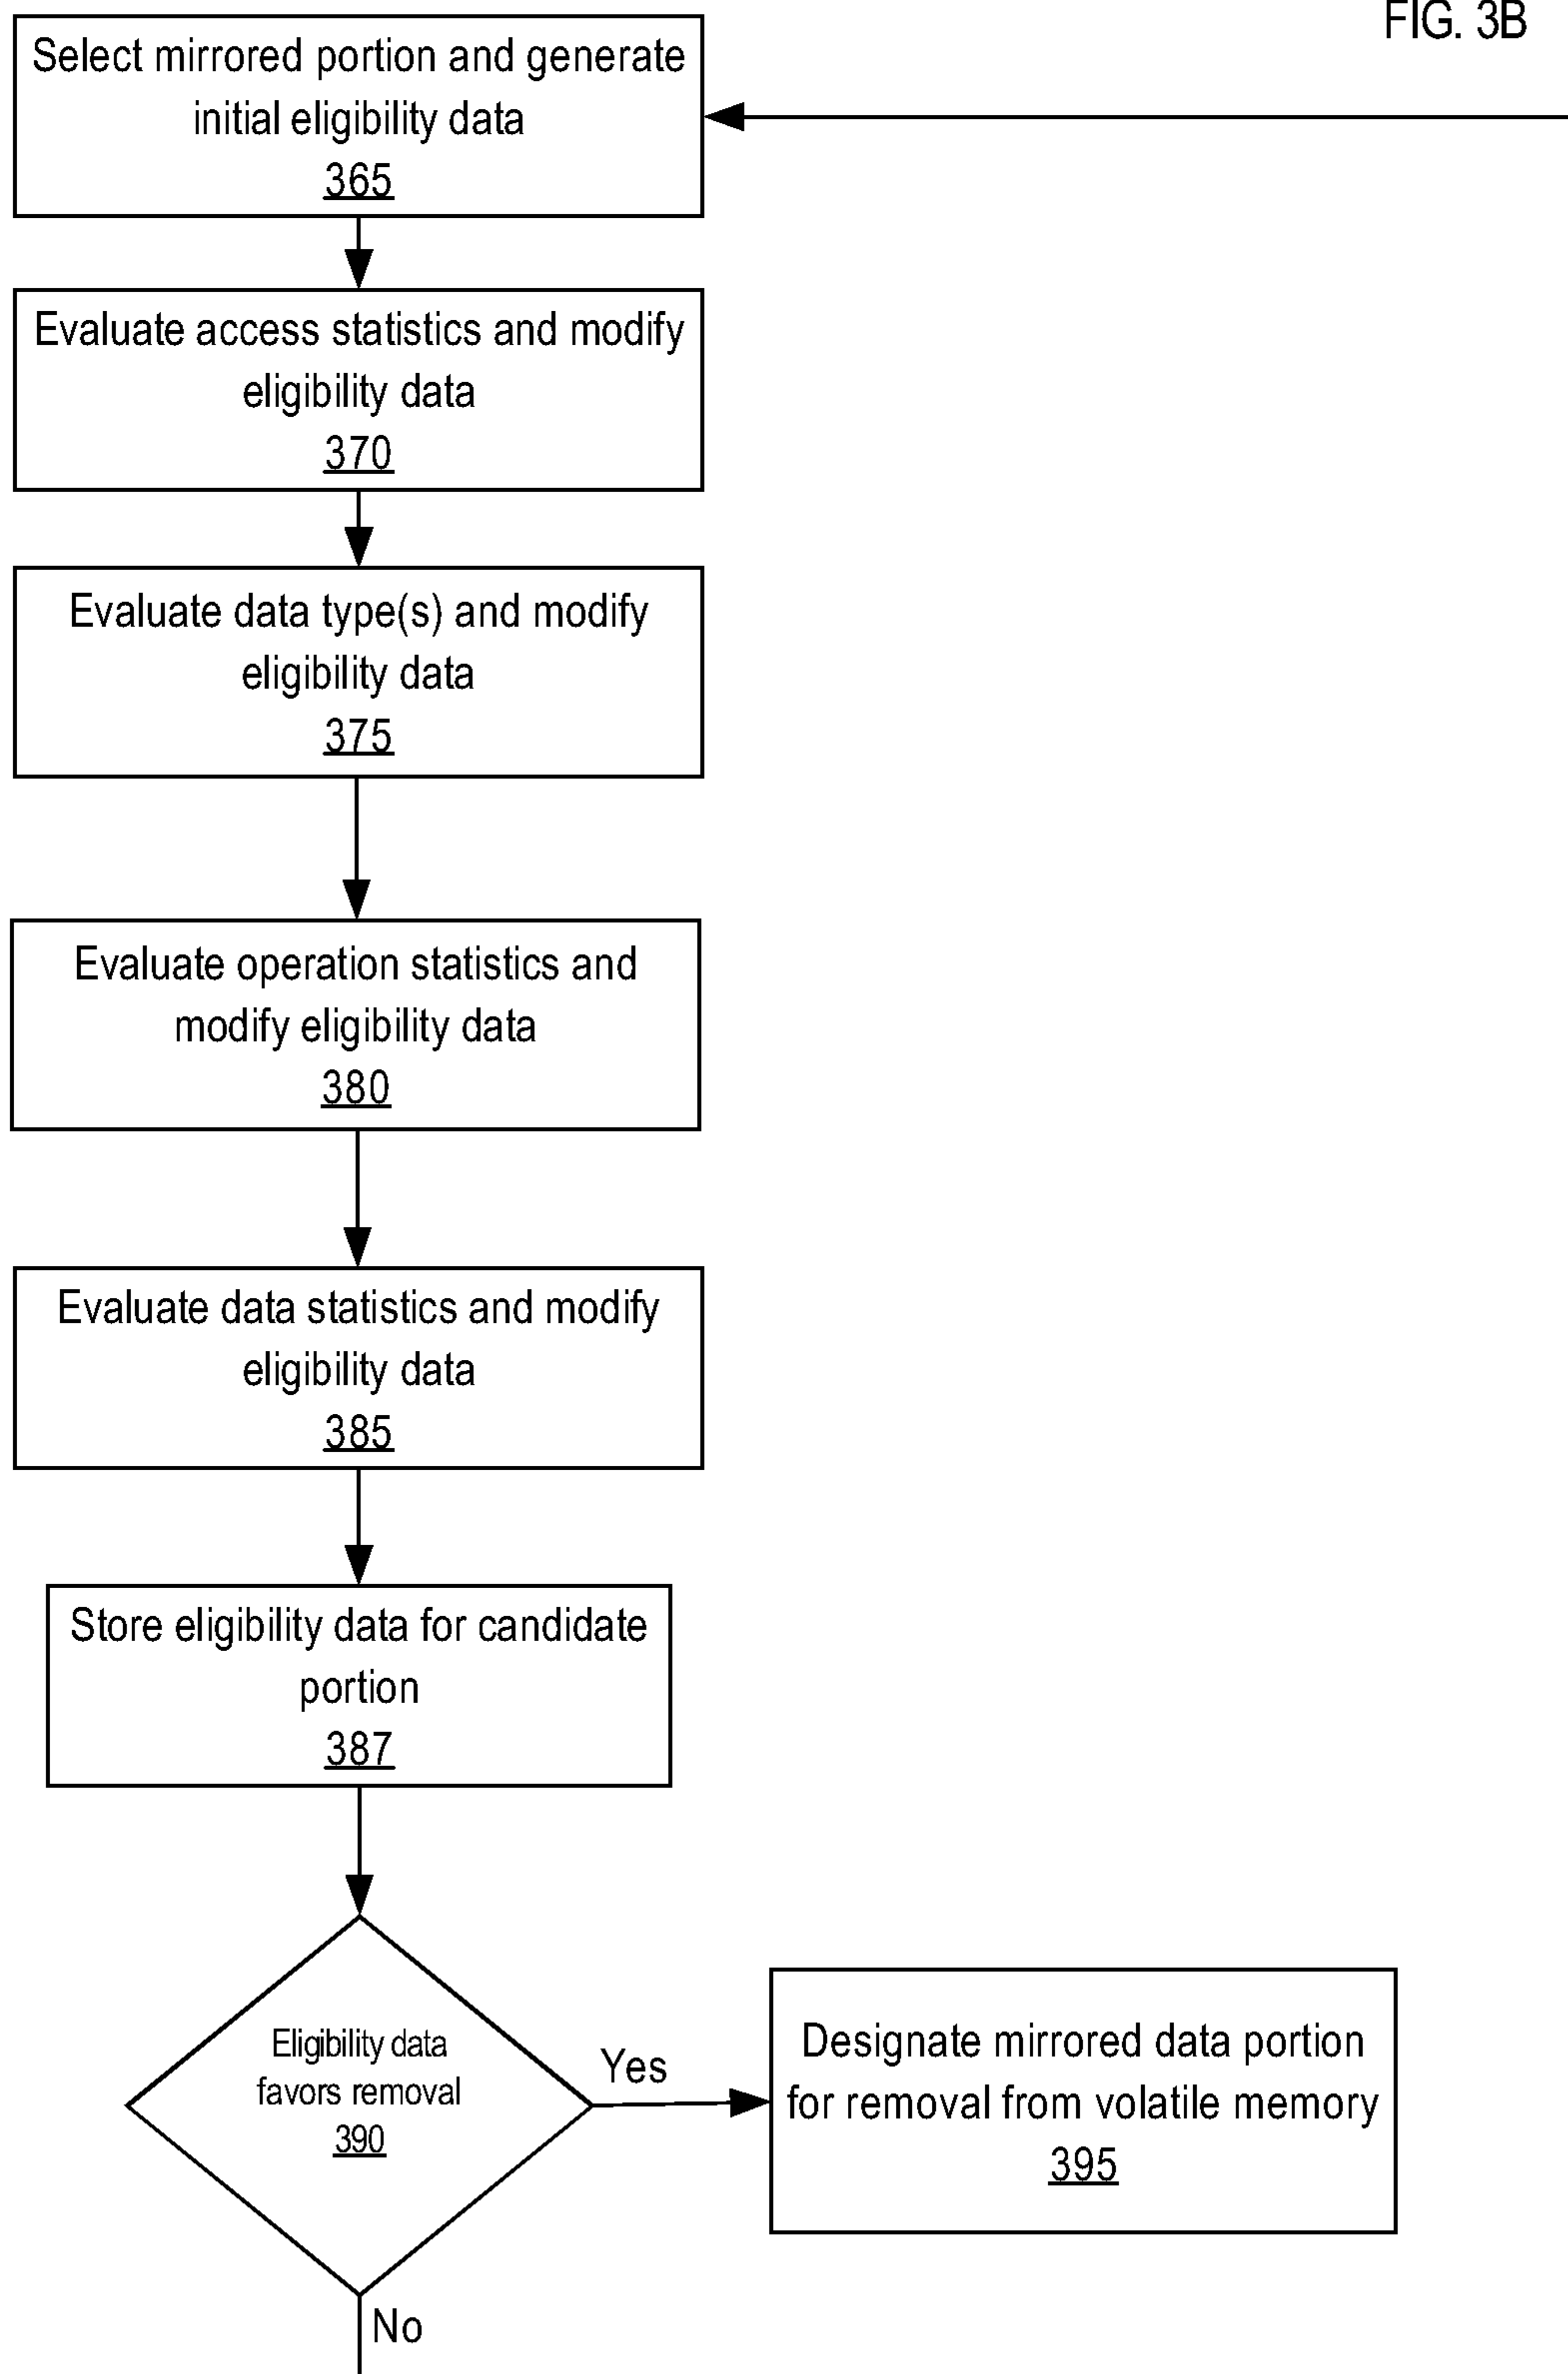 FIG. 3B
Select mirrored portion and generate
initial eligibility data
365
Evaluate access statistics and modify
eligibility data
370
Evaluate data type(s) and modify
eligibility data
375
Evaluate operation statistics and
modify eligibility data
380
Evaluate data statistics and modify
eligibility data
385
Store eligibility data for candidate
portion
387
Eligibility data
favors removal
390
Yes
Designate mirrored data portion
for removal from volatile memory
395
No